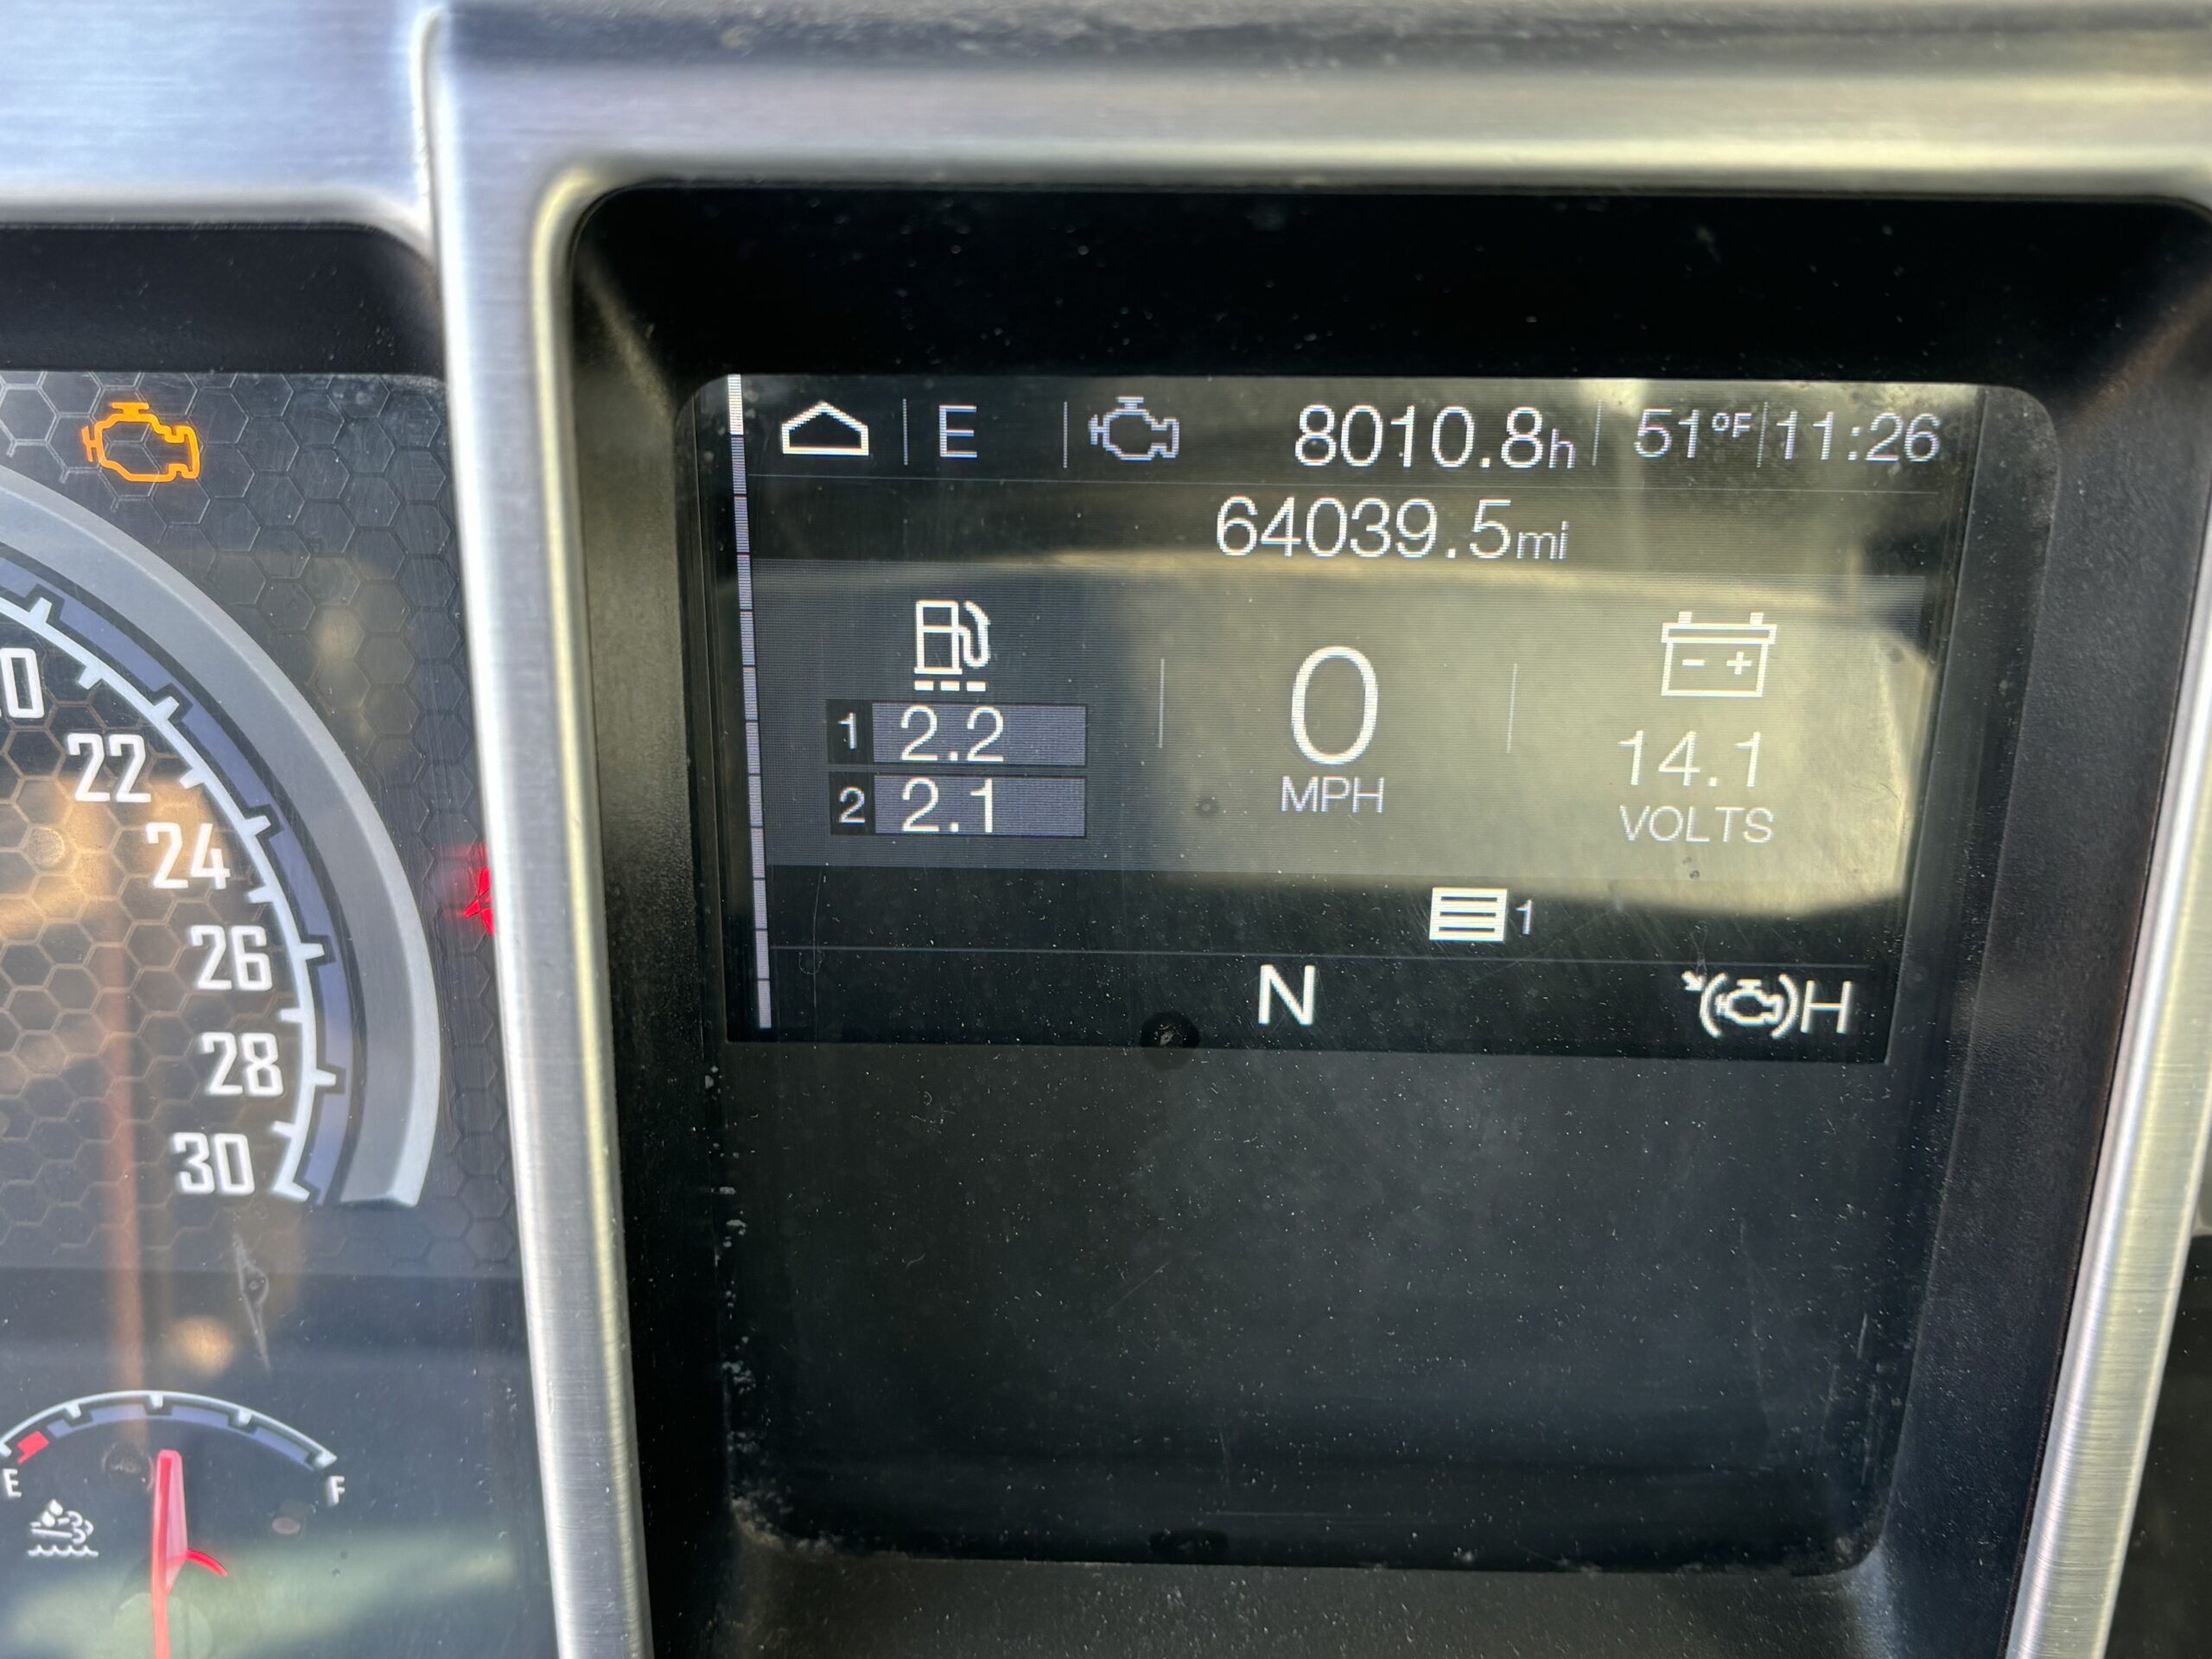 E 8010.8h 51°F 11:26
64039.5mi
1 2.2
2 2.1
0
MPH
- +
14.1
VOLTS
1
N
H
22
24
26
28
30
E F